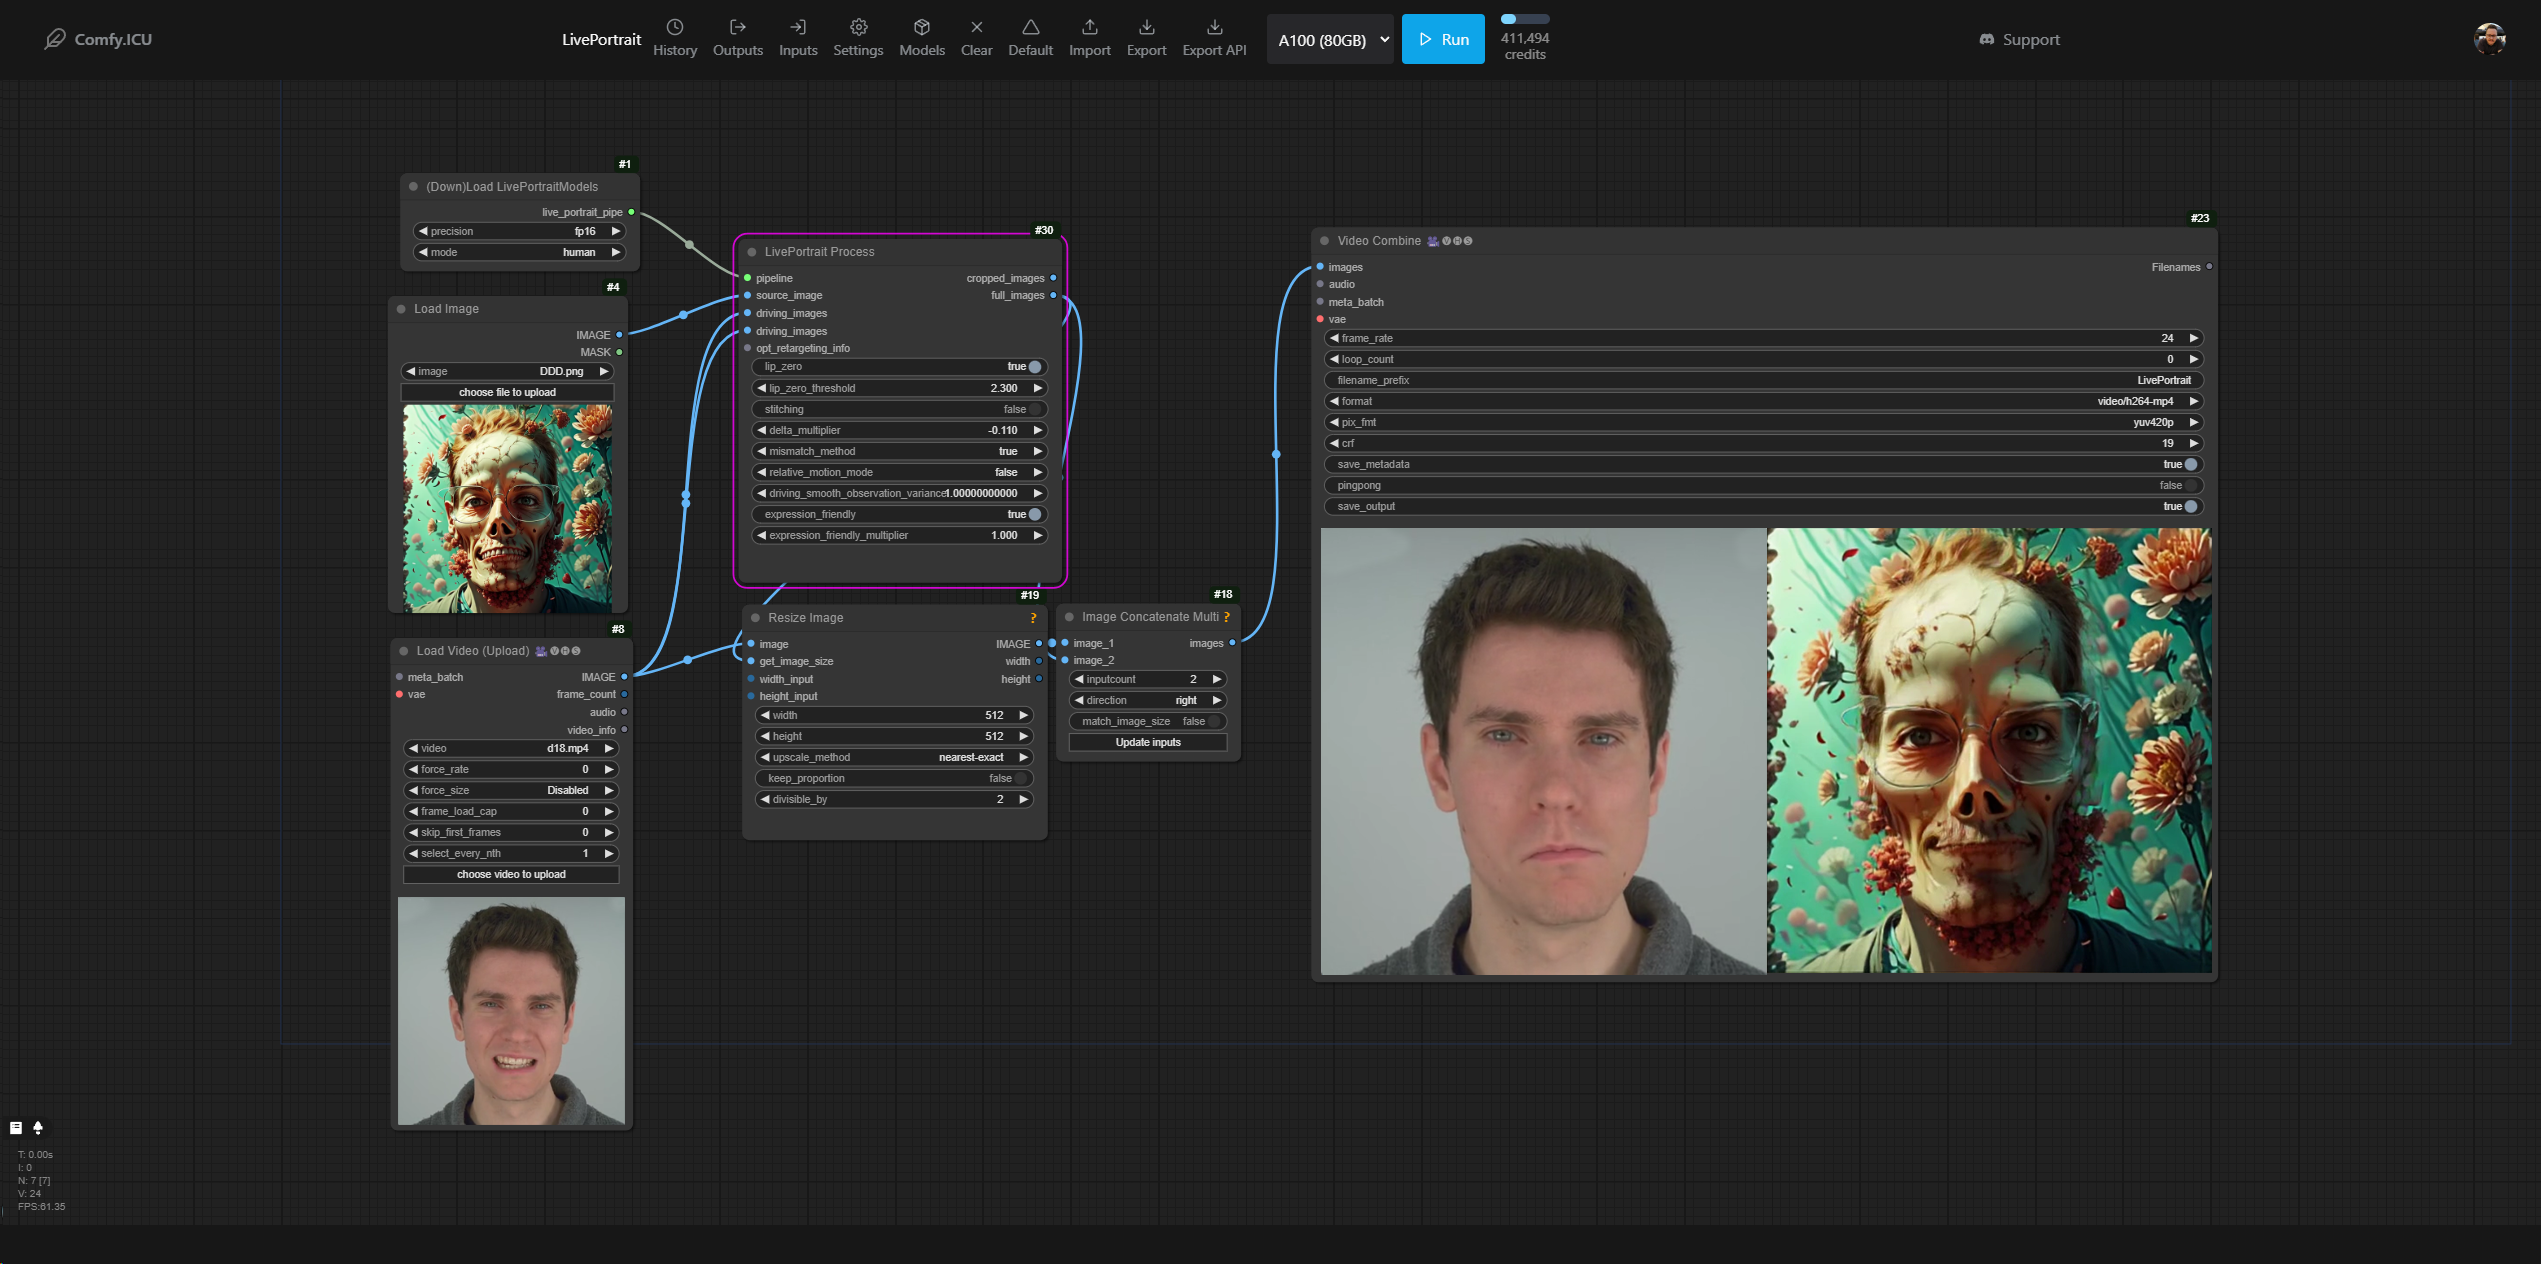 Comfy.ICU
LivePortrait
History
Outputs
Inputs
Settings
Models
Clear
Default
Import
Export
Export API
A100 (80GB)
Run
411,494
credits
Support
#1
(Down)Load LivePortraitModels
live_portrait_pipe
precision fp16
mode human
#4
Load Image
IMAGE
MASK
image DDD.png
choose file to upload
#8
Load Video (Upload)
meta_batch IMAGE
vae frame_count
audio
video_info
video d18.mp4
force_rate 0
force_size Disabled
frame_load_cap 0
skip_first_frames 0
select_every_nth 1
choose video to upload
#30
LivePortrait Process
pipeline cropped_images
source_image full_images
driving_images
driving_images
opt_retargeting_info
lip_zero true
lip_zero_threshold 2.300
stitching false
delta_multiplier -0.110
mismatch_method true
relative_motion_mode false
driving_smooth_observation_variance 1.00000000000
expression_friendly true
expression_friendly_multiplier 1.000
#19
Resize Image ?
image IMAGE
get_image_size width
width_input height
height_input
width 512
height 512
upscale_method nearest-exact
keep_proportion false
divisible_by 2
#18
Image Concatenate Multi ?
image_1 images
image_2
inputcount 2
direction right
match_image_size false
Update inputs
#23
Video Combine VHS
images Filenames
audio
meta_batch
vae
frame_rate 24
loop_count 0
filename_prefix LivePortrait
format video/h264-mp4
pix_fmt yuv420p
crf 19
save_metadata true
pingpong false
save_output true
T: 0.00s
I: 0
N: 7 [7]
V: 24
FPS:61.35